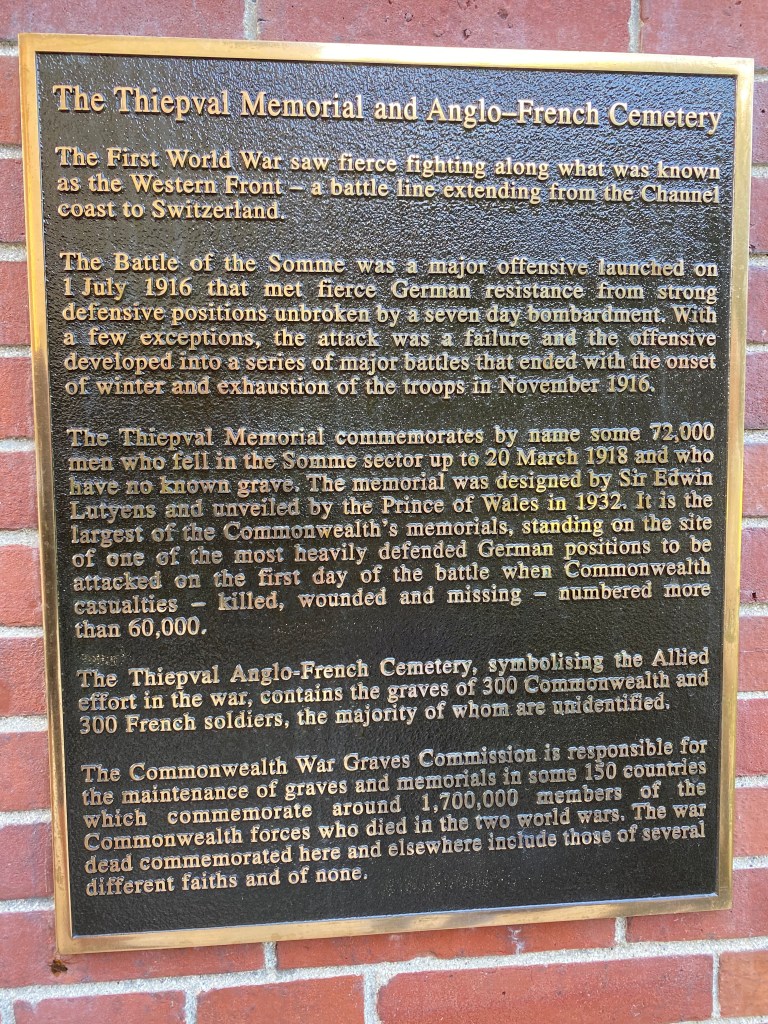 The Thiepval Memorial and Anglo–French Cemetery
The First World War saw fierce fighting along what was known
as the Western Front – a battle line extending from the Channel
coast to Switzerland.
The Battle of the Somme was a major offensive launched on
1 July 1916 that met fierce German resistance from strong
defensive positions unbroken by a seven day bombardment. With
a few exceptions, the attack was a failure and the offensive
developed into a series of major battles that ended with the onset
of winter and exhaustion of the troops in November 1916.
The Thiepval Memorial commemorates by name some 72,000
men who fell in the Somme sector up to 20 March 1918 and who
have no known grave. The memorial was designed by Sir Edwin
Lutyens and unveiled by the Prince of Wales in 1932. It is the
largest of the Commonwealth's memorials, standing on the site
of one of the most heavily defended German positions to be
attacked on the first day of the battle when Commonwealth
casualties – killed, wounded and missing – numbered more
than 60,000.
The Thiepval Anglo-French Cemetery, symbolising the Allied
effort in the war, contains the graves of 300 Commonwealth and
300 French soldiers, the majority of whom are unidentified.
The Commonwealth War Graves Commission is responsible for
the maintenance of graves and memorials in some 150 countries
which commemorate around 1,700,000 members of the
Commonwealth forces who died in the two world wars. The war
dead commemorated here and elsewhere include those of several
different faiths and of none.